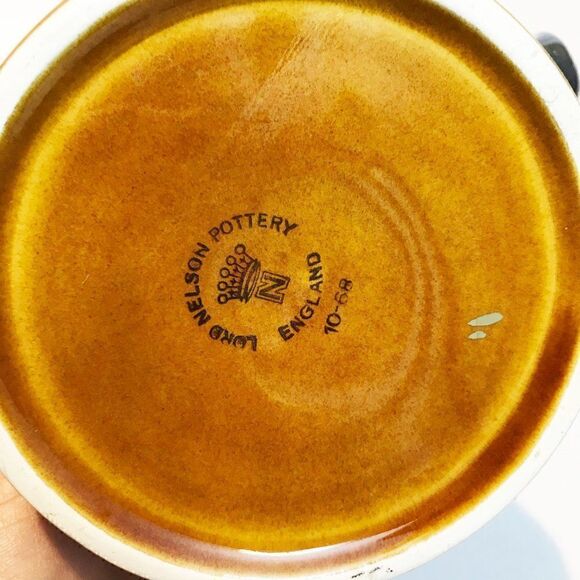 LORD NELSON POTTERY
N
ENGLAND
10-68